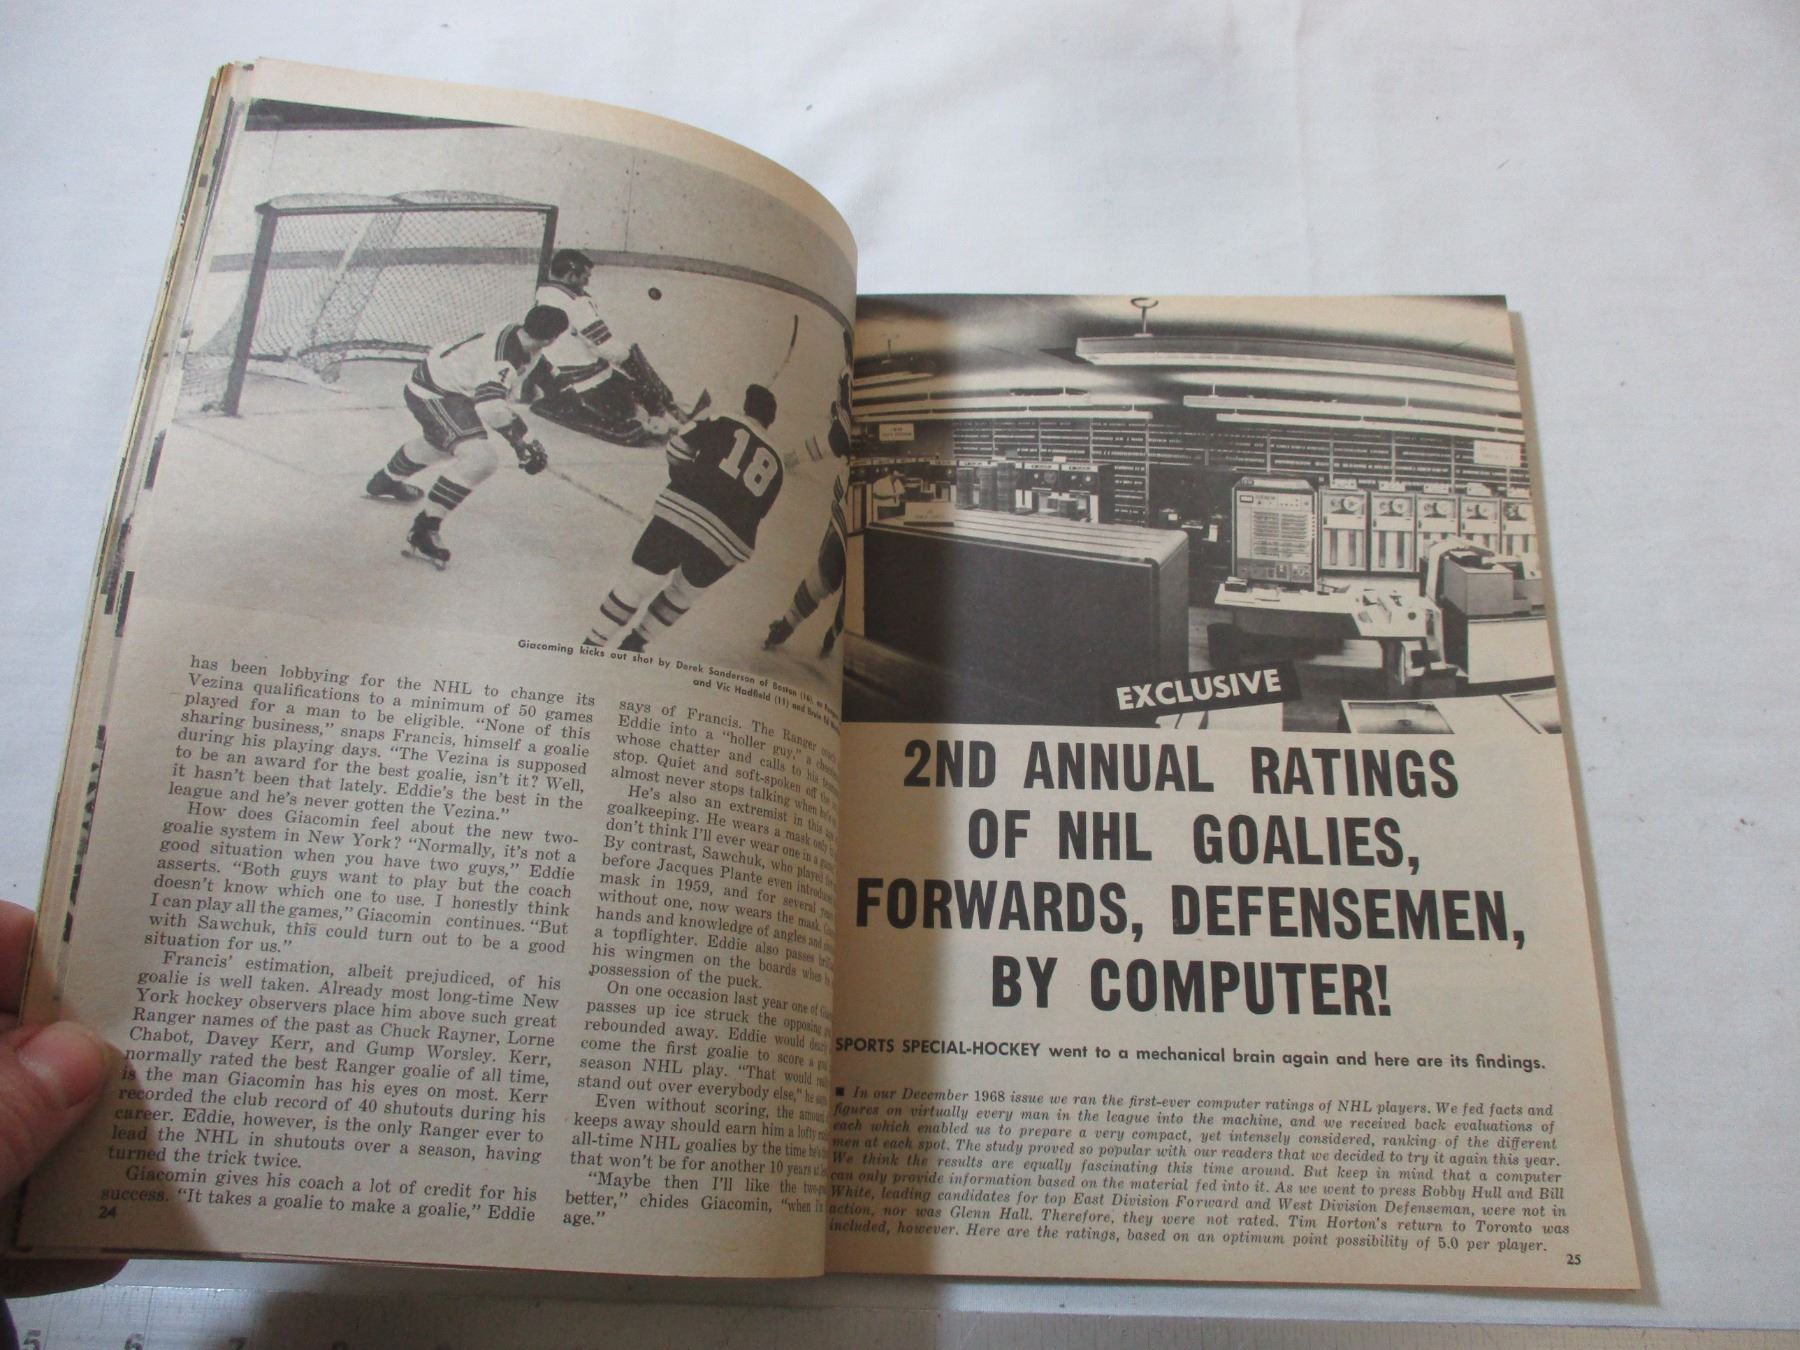 18
4
Giacoming kicks out shot by Derek Sanderson of Boston (16), as
and Vic Hadfield (11) and Bruin Ed
has been lobbying for the NHL to change its
Vezina qualifications to a minimum of 50 games
played for a man to be eligible. "None of this
sharing business," snaps Francis, himself a goalie
during his playing days. "The Vezina is supposed
to be an award for the best goalie, isn't it? Well,
it hasn't been that lately. Eddie's the best in the
league and he's never gotten the Vezina."
How does Giacomin feel about the new two-
goalie system in New York? "Normally, it's not a
good situation when you have two guys," Eddie
asserts. "Both guys want to play but the coach
doesn't know which one to use. I honestly think
I can play all the games," Giacomin continues. "But
with Sawchuk, this could turn out to be a good
situation for us."
Francis' estimation, albeit prejudiced, of his
goalie is well taken. Already most long-time New
York hockey observers place him above such great
Ranger names of the past as Chuck Rayner, Lorne
Chabot, Davey Kerr, and Gump Worsley. Kerr,
normally rated the best Ranger goalie of all time,
is the man Giacomin has his eyes on most. Kerr
recorded the club record of 40 shutouts during his
career. Eddie, however, is the only Ranger ever to
lead the NHL in shutouts over a season, having
turned the trick twice.
Giacomin gives his coach a lot of credit for his
success. "It takes a goalie to make a goalie," Eddie
24
says of Francis. The Ranger
Eddie into a "holler guy," a
whose chatter and calls to his
stop. Quiet and soft-spoken off the
almost never stops talking when
He's also an extremist in this
goalkeeping. He wears a mask only
don't think I'll ever wear one in a
By contrast, Sawchuk, who played
before Jacques Plante even introduced
mask in 1959, and for several years
without one, now wears the mask.
hands and knowledge of angles and
a topflighter. Eddie also passes
his wingmen on the boards when
possession of the puck.
On one occasion last year one of
passes up ice struck the opposing
rebounded away. Eddie would
come the first goalie to score a
season NHL play. "That would
stand out over everybody else," he
Even without scoring, the
keeps away should earn him a lofty
all-time NHL goalies by the time
that won't be for another 10 years
"Maybe then I'll like the
better," chides Giacomin, "when
age."
EXCLUSIVE
2ND ANNUAL RATINGS
OF NHL GOALIES,
FORWARDS, DEFENSEMEN,
BY COMPUTER!
SPORTS SPECIAL-HOCKEY went to a mechanical brain again and here are its findings.
■ In our December 1968 issue we ran the first-ever computer ratings of NHL players. We fed facts and
figures on virtually every man in the league into the machine, and we received back evaluations of
each which enabled us to prepare a very compact, yet intensely considered, ranking of the different
men at each spot. The study proved so popular with our readers that we decided to try it again this year.
We think the results are equally fascinating this time around. But keep in mind that a computer
can only provide information based on the material fed into it. As we went to press Bobby Hull and Bill
White, leading candidates for top East Division Forward and West Division Defenseman, were not in
action, nor was Glenn Hall. Therefore, they were not rated. Tim Horton's return to Toronto was
included, however. Here are the ratings, based on an optimum point possibility of 5.0 per player.
25
5 6 7 8